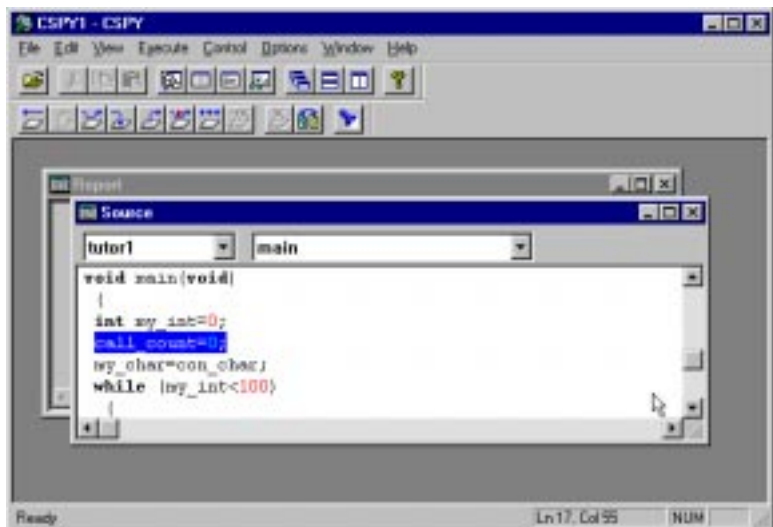 CSPY1 - CSPY
File Edit View Execute Control Options Window Help
Report
Source
tutor1 main
void main(void)
{
int my_int=0;
call_count=0;
my_char=con_char;
while (my_int<100)
{
Ready Ln 17, Col 55 NUM